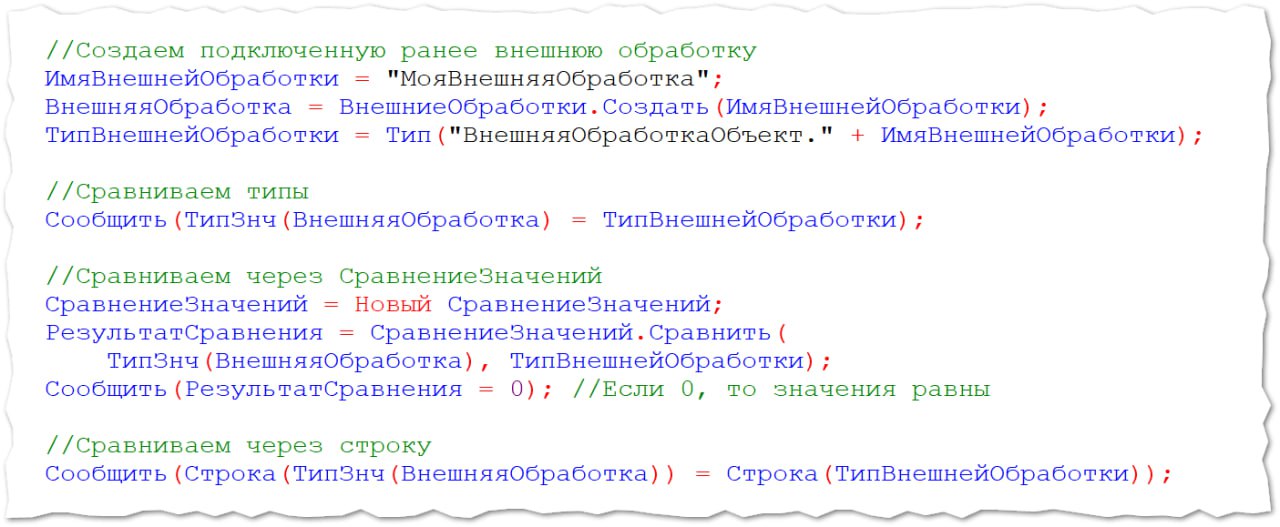 //Создаем подключенную ранее внешнюю обработку
ИмяВнешнейОбработки = "МояВнешняяОбработка";
ВнешняяОбработка = ВнешниеОбработки.Создать(ИмяВнешнейОбработки);
ТипВнешнейОбработки = Тип("ВнешняяОбработкаОбъект." + ИмяВнешнейОбработки);
//Сравниваем типы
Сообщить(ТипЗнч(ВнешняяОбработка) = ТипВнешнейОбработки);
//Сравниваем через СравнениеЗначений
СравнениеЗначений = Новый СравнениеЗначений;
РезультатСравнения = СравнениеЗначений.Сравнить(
ТипЗнч(ВнешняяОбработка), ТипВнешнейОбработки);
Сообщить(РезультатСравнения = 0); //Если 0, то значения равны
//Сравниваем через строку
Сообщить(Строка(ТипЗнч(ВнешняяОбработка)) = Строка(ТипВнешнейОбработки));